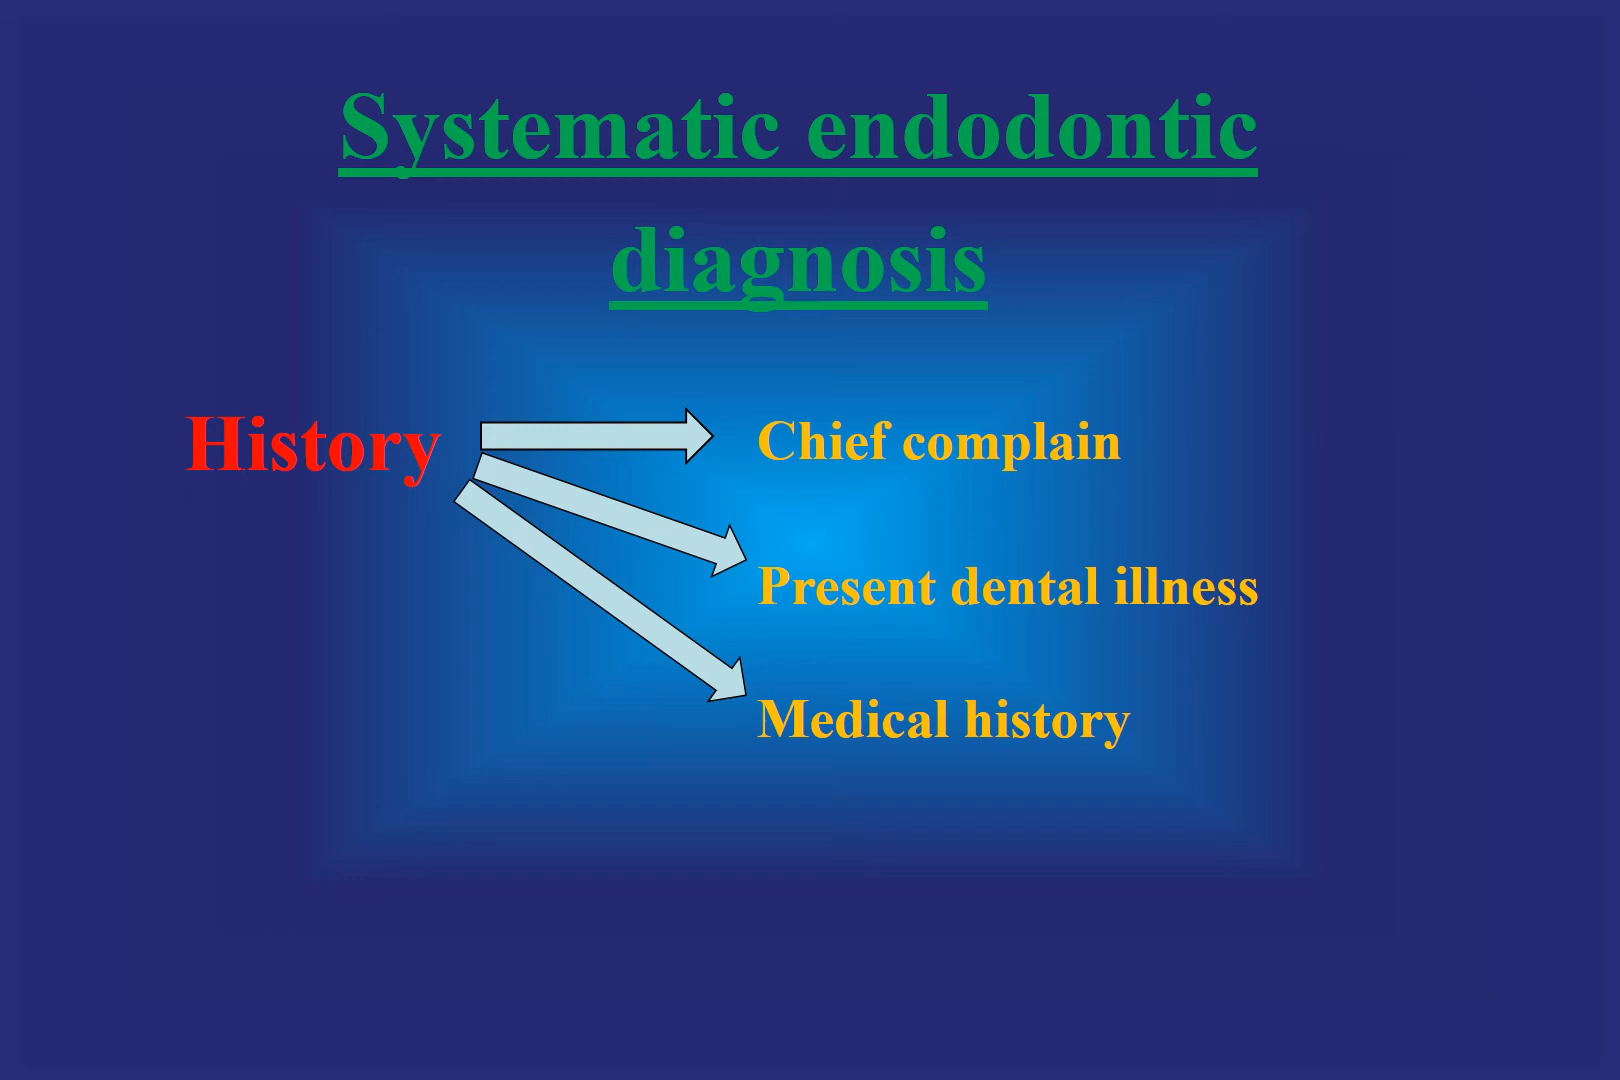 Systematic endodontic
diagnosis
History
Chief complain
Present dental illness
Medical history